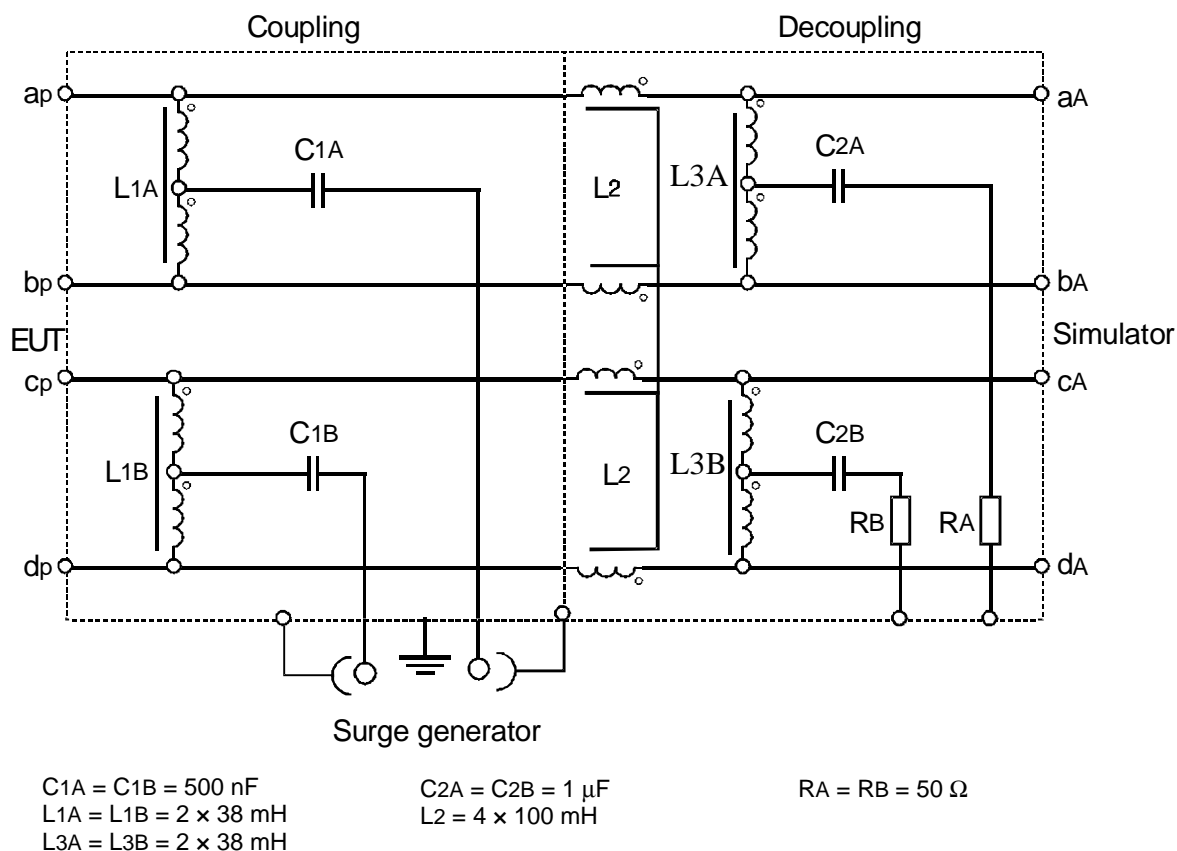 Coupling Decoupling
ap aA
C1A C2A
L1A L2 L3A
bp bA
EUT Simulator
cp cA
C1B C2B
L1B L2 L3B
RB RA
dp dA
Surge generator
C1A = C1B = 500 nF C2A = C2B = 1 μF RA = RB = 50 Ω
L1A = L1B = 2 × 38 mH L2 = 4 × 100 mH
L3A = L3B = 2 × 38 mH